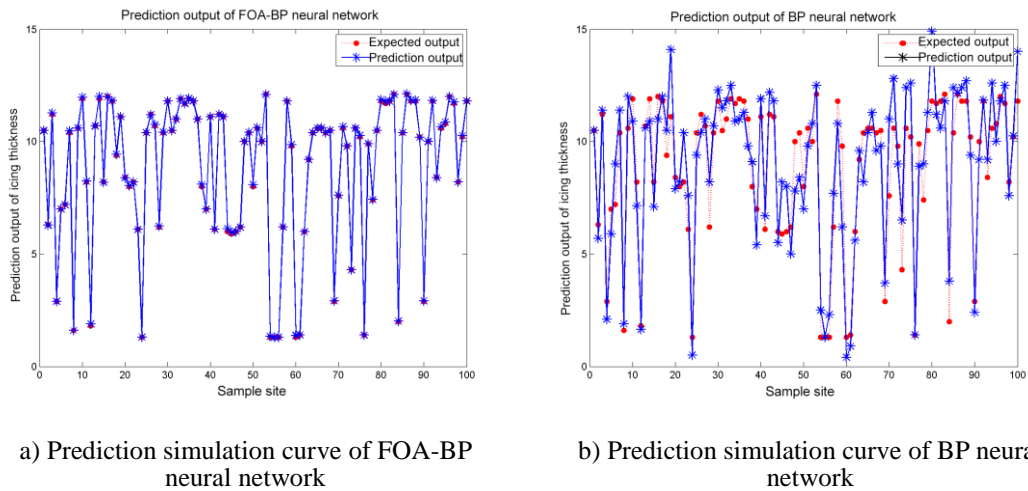 Prediction output of FOA-BP neural network
15
10
5
0
Prediction output of icing thickness
Expected output
Prediction output
0 10 20 30 40 50 60 70 80 90 100
Sample site
a) Prediction simulation curve of FOA-BP
neural network
Prediction output of BP neural network
15
10
5
0
Prediction output of icing thickness
Expected output
Prediction output
0 10 20 30 40 50 60 70 80 90 100
Sample site
b) Prediction simulation curve of BP neura
network